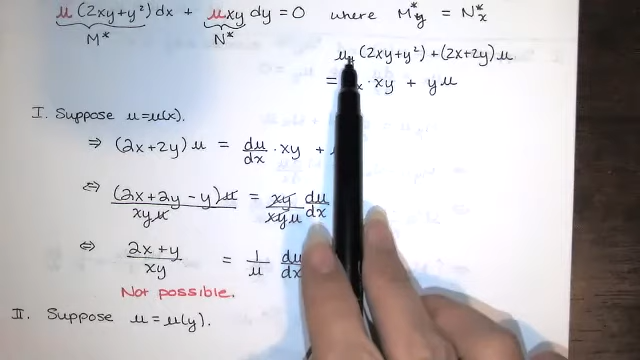 μ(2xy+y²)dx + μxy dy = 0 where M*y = N*x
M* N*
μy(2xy+y²)+(2x+2y)μ
= x · xy + yμ
I. Suppose μ=μ(x).
⇒ (2x+2y)μ = dμ/dx · xy +
⇔ (2x+2y-y)μ/xyμ = xy/xyμ dμ/dx
⇔ 2x+y/xy = 1/μ dμ/dx
Not possible.
II. Suppose μ=μ(y).